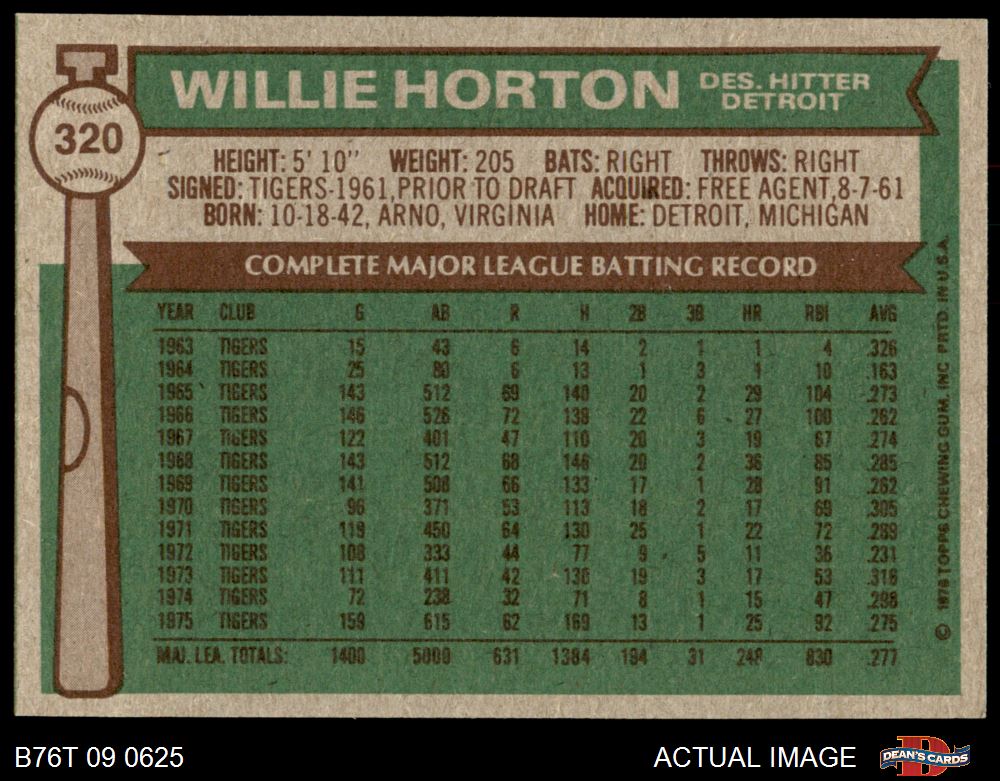 WILLIE HORTON DES. HITTER
DETROIT
320
HEIGHT: 5' 10" WEIGHT: 205 BATS: RIGHT THROWS: RIGHT
SIGNED: TIGERS-1961, PRIOR TO DRAFT ACQUIRED: FREE AGENT, 8-7-61
BORN: 10-18-42, ARNO, VIRGINIA HOME: DETROIT, MICHIGAN
COMPLETE MAJOR LEAGUE BATTING RECORD
YEAR CLUB G AB R H 2B 3B HR RBI AVG
1963 TIGERS 15 43 6 14 2 1 1 4 .326
1964 TIGERS 25 80 6 13 1 3 1 10 .163
1965 TIGERS 143 512 69 140 20 2 29 104 .273
1966 TIGERS 146 526 72 138 22 6 27 100 .262
1967 TIGERS 122 401 47 110 20 3 19 67 .274
1968 TIGERS 143 512 68 146 20 2 36 85 .285
1969 TIGERS 141 508 66 133 17 1 28 91 .262
1970 TIGERS 96 371 53 113 18 2 17 69 .305
1971 TIGERS 119 450 64 130 25 1 22 72 .289
1972 TIGERS 108 333 44 77 9 5 11 36 .231
1973 TIGERS 111 411 42 130 19 3 17 53 .316
1974 TIGERS 72 238 32 71 8 1 15 47 .298
1975 TIGERS 159 615 62 169 13 1 25 92 .275
MAJ. LEA. TOTALS: 1400 5000 631 1384 194 31 248 830 .277
© 1976 TOPPS CHEWING GUM, INC. PRTD. IN U.S.A.
B76T 09 0625 ACTUAL IMAGE DEAN'S CARDS